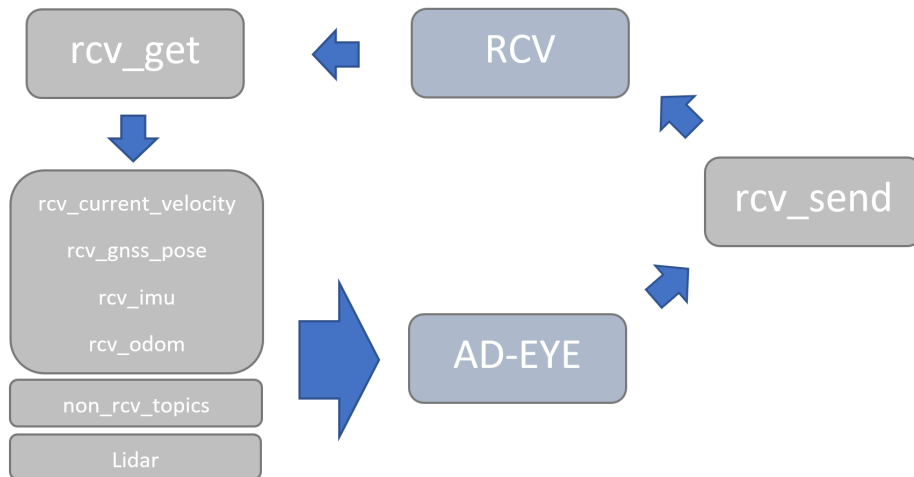 rcv_get
RCV
rcv_send
rcv_current_velocity
rcv_gnss_pose
rcv_imu
rcv_odom
AD-EYE
non_rcv_topics
Lidar